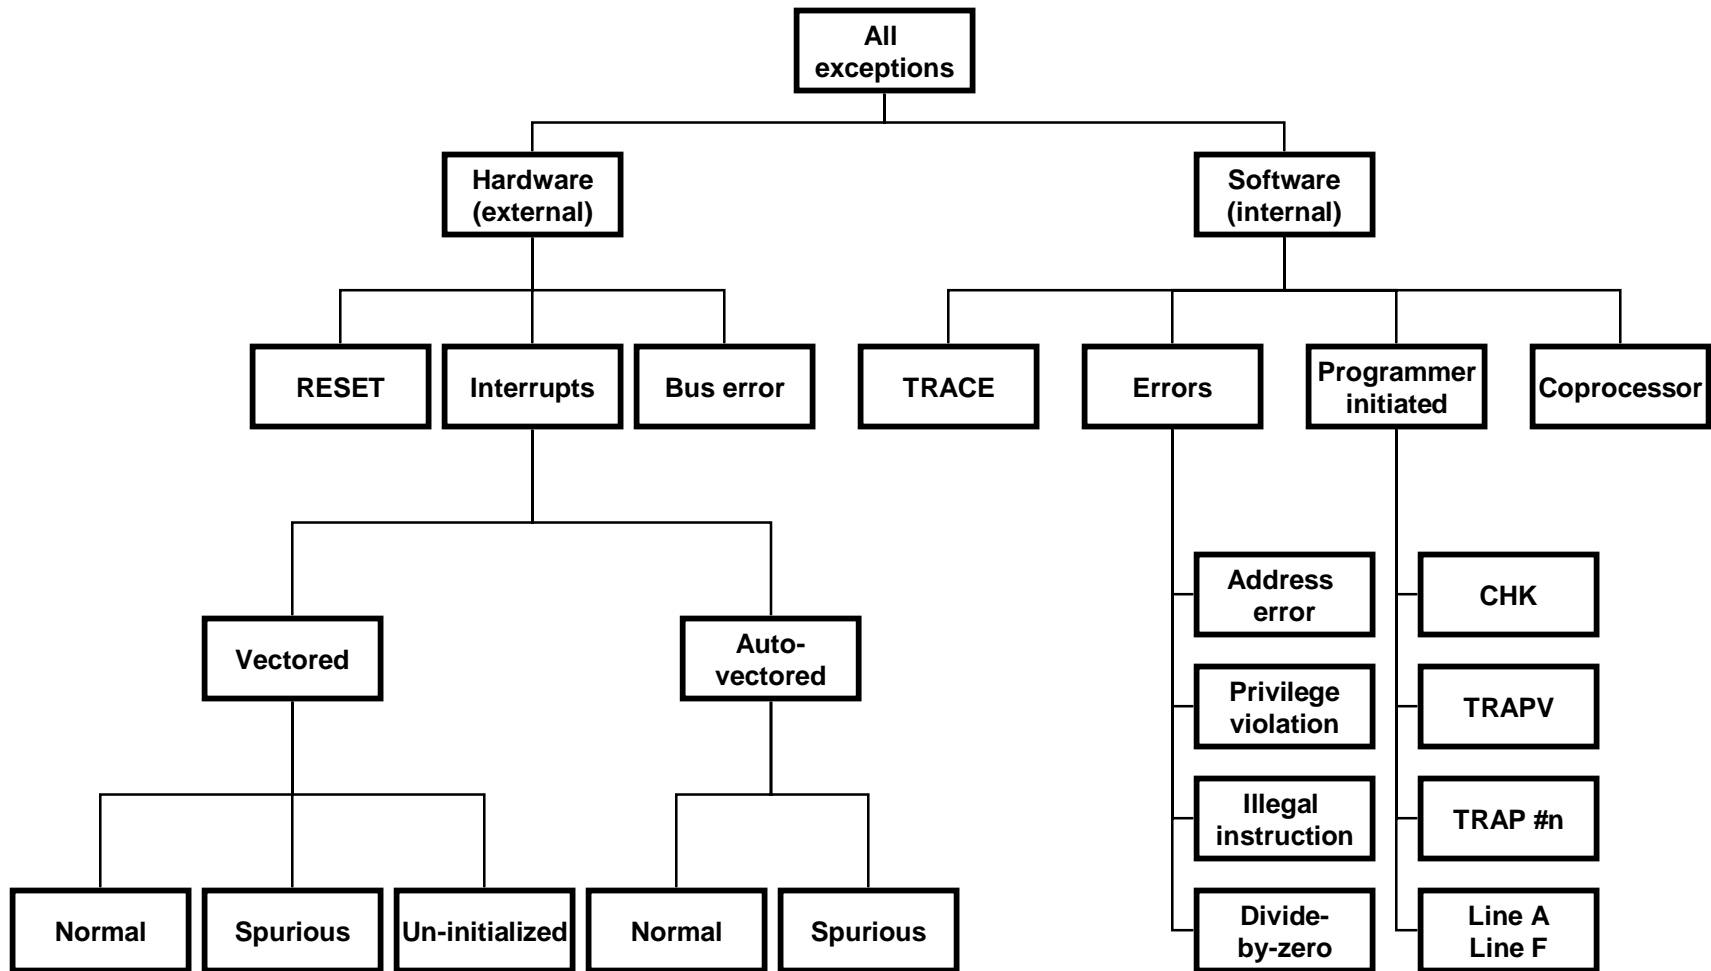 All
exceptions
Hardware
(external)
Software
(internal)
RESET
Interrupts
Bus error
TRACE
Errors
Programmer
initiated
Coprocessor
Vectored
Auto-
vectored
Normal
Spurious
Un-initialized
Normal
Spurious
Address
error
Privilege
violation
Illegal
instruction
Divide-
by-zero
CHK
TRAPV
TRAP #n
Line A
Line F